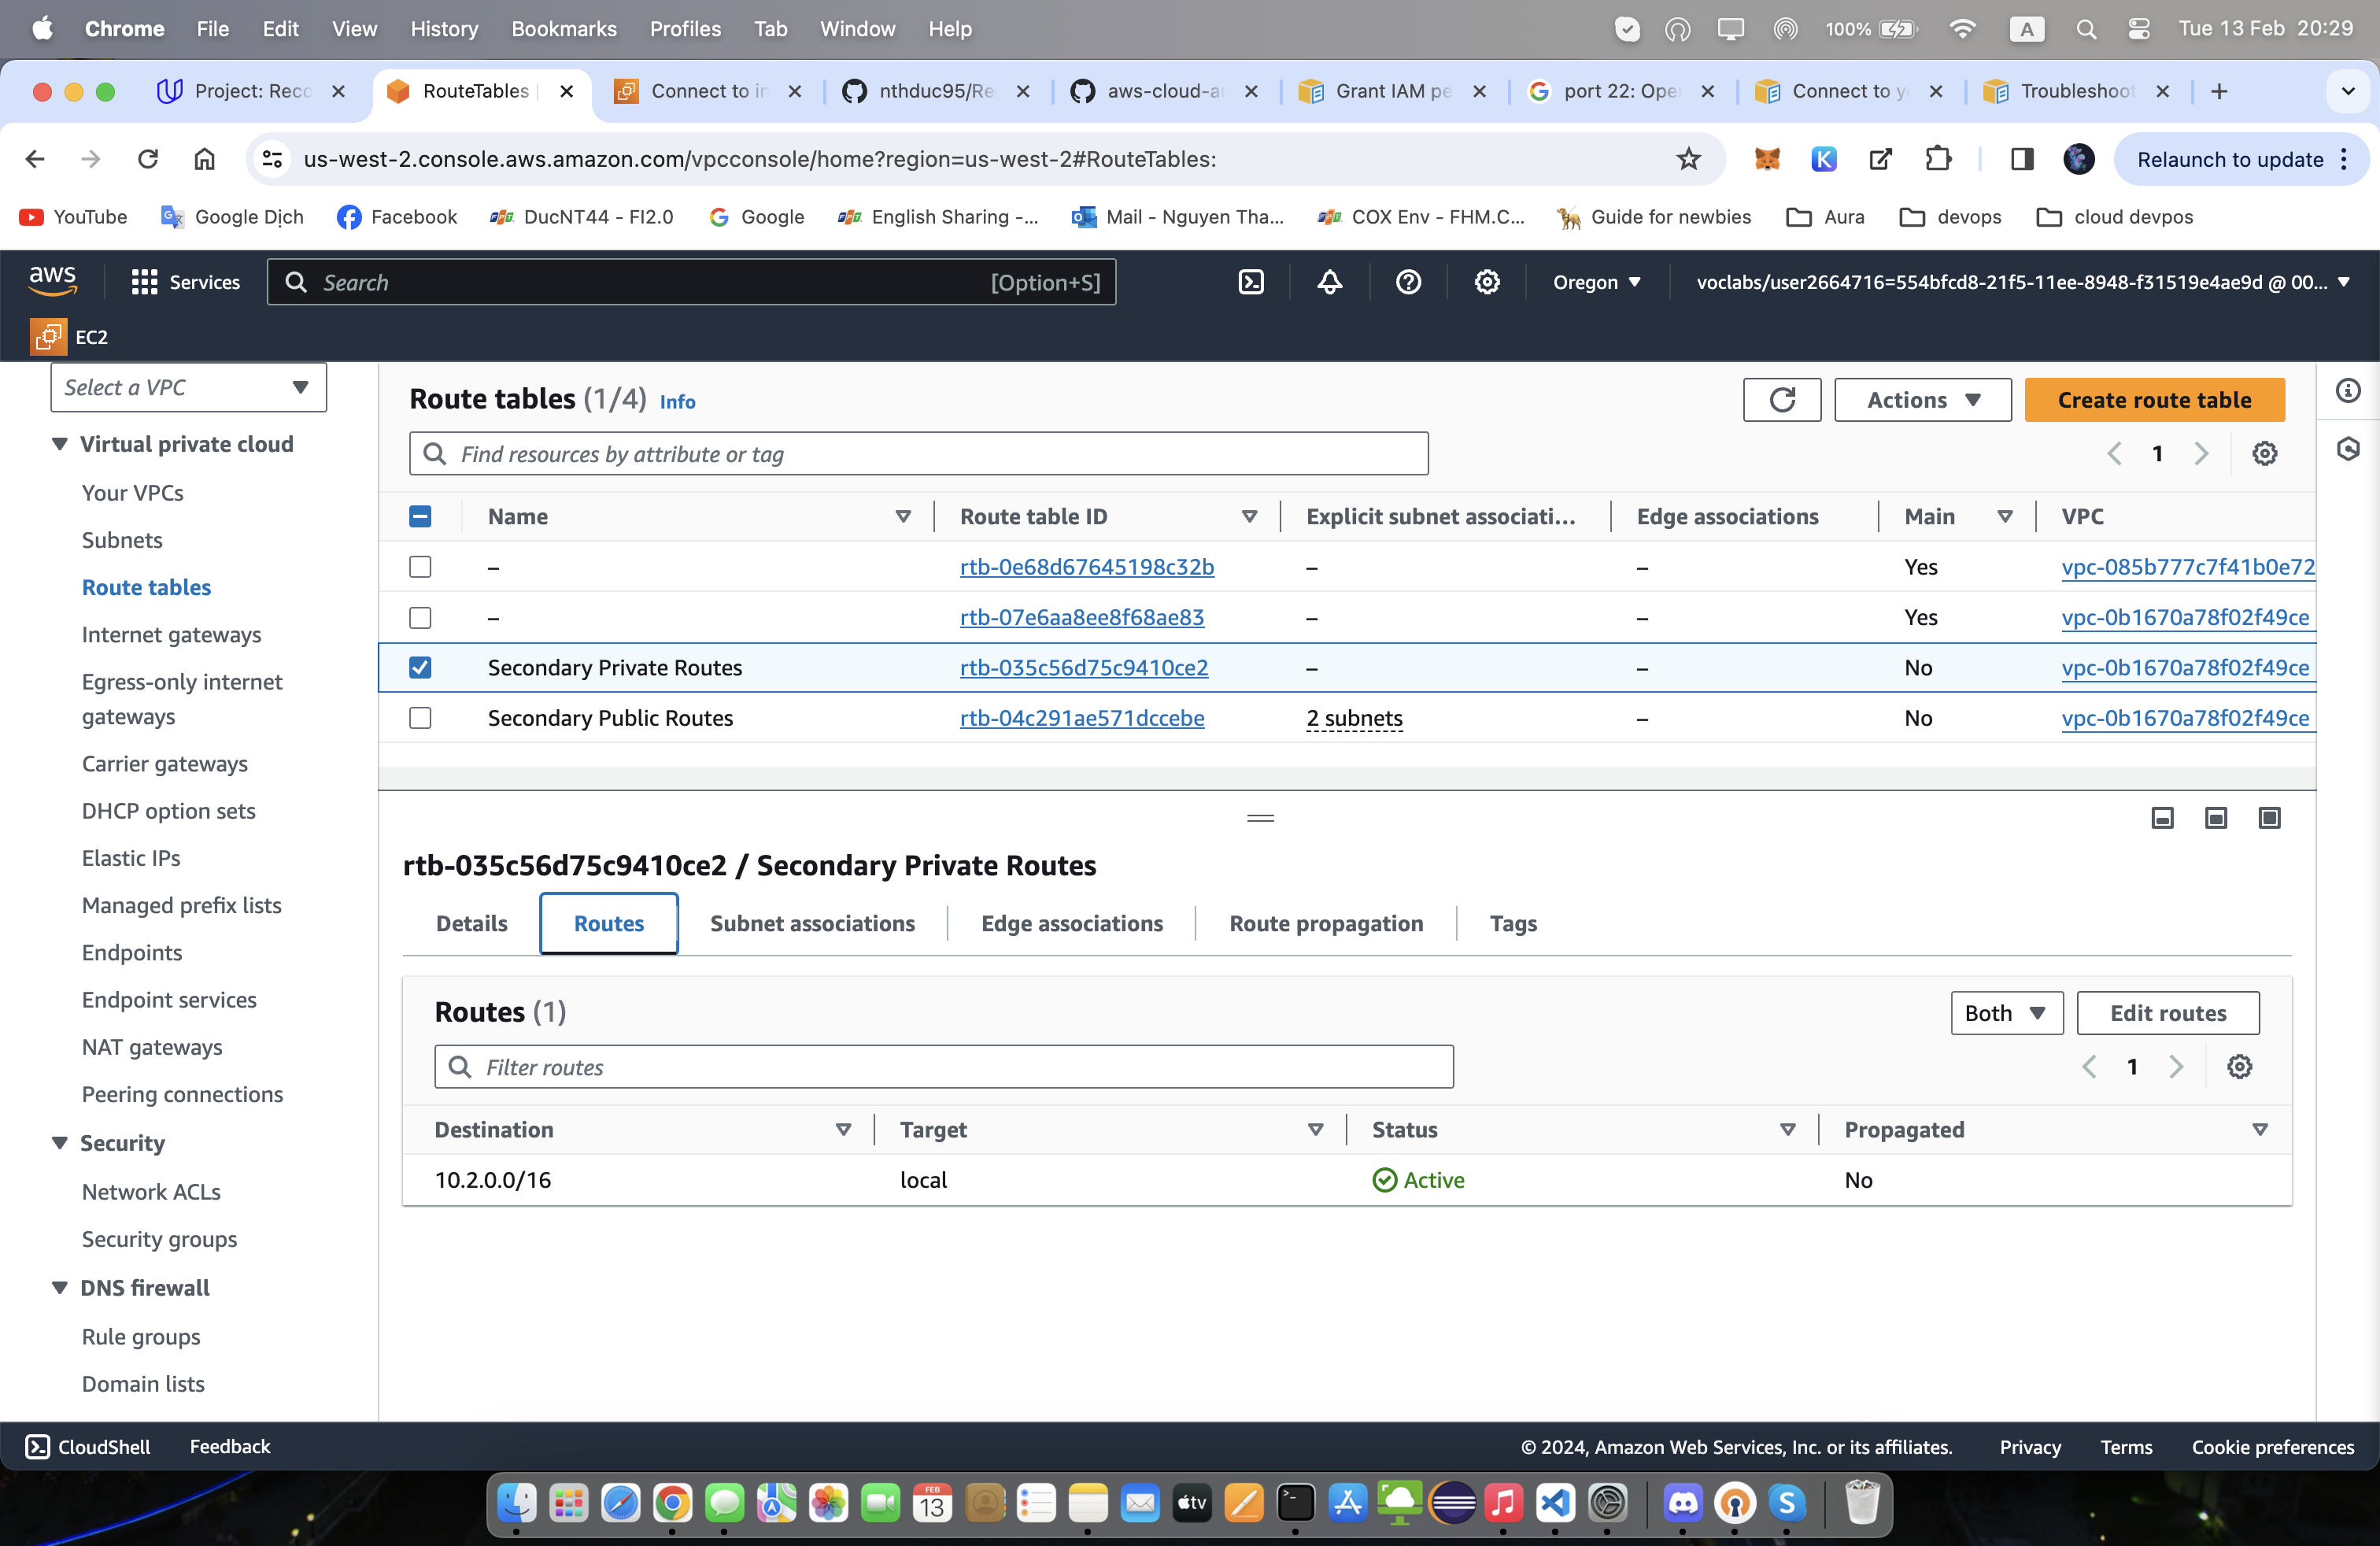 Chrome File Edit View History Bookmarks Profiles Tab Window Help 100% A Tue 13 Feb 20:29
Project: Reco RouteTables Connect to in nthduc95/Re aws-cloud-ar Grant IAM pe port 22: Oper Connect to y Troubleshoot
us-west-2.console.aws.amazon.com/vpcconsole/home?region=us-west-2#RouteTables: K Relaunch to update
YouTube Google Dịch Facebook DucNT44 - FI2.0 Google English Sharing -... Mail - Nguyen Tha... COX Env - FHM.C... Guide for newbies Aura devops cloud devpos
aws Services Search [Option+S] Oregon voclabs/user2664716=554bfcd8-21f5-11ee-8948-f31519e4ae9d @ 00...
EC2
Select a VPC
Virtual private cloud
Your VPCs
Subnets
Route tables
Internet gateways
Egress-only internet
gateways
Carrier gateways
DHCP option sets
Elastic IPs
Managed prefix lists
Endpoints
Endpoint services
NAT gateways
Peering connections
Security
Network ACLs
Security groups
DNS firewall
Rule groups
Domain lists
Route tables (1/4) Info Actions Create route table
Find resources by attribute or tag 1
Name Route table ID Explicit subnet associati... Edge associations Main VPC
– rtb-0e68d67645198c32b – – Yes vpc-085b777c7f41b0e72
– rtb-07e6aa8ee8f68ae83 – – Yes vpc-0b1670a78f02f49ce
Secondary Private Routes rtb-035c56d75c9410ce2 – – No vpc-0b1670a78f02f49ce
Secondary Public Routes rtb-04c291ae571dccebe 2 subnets – No vpc-0b1670a78f02f49ce
rtb-035c56d75c9410ce2 / Secondary Private Routes
Details Routes Subnet associations Edge associations Route propagation Tags
Routes (1) Both Edit routes
Filter routes 1
Destination Target Status Propagated
10.2.0.0/16 local Active No
CloudShell Feedback © 2024, Amazon Web Services, Inc. or its affiliates. Privacy Terms Cookie preferences
FEB
13
tv
S